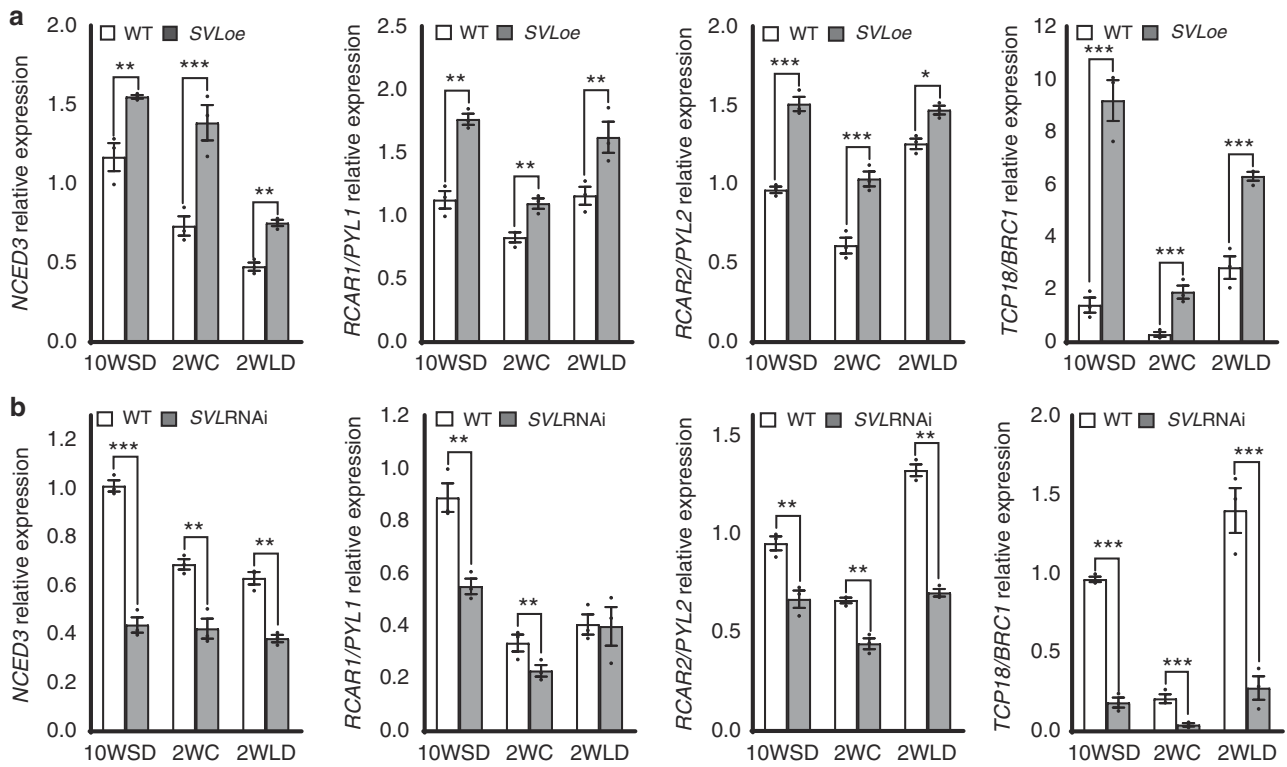 a
NCED3 relative expression
2.0
1.5
1.0
0.5
0.0
WT SVLoe
** *** **
10WSD 2WC 2WLD
RCAR1/PYL1 relative expression
2.5
2.0
1.5
1.0
0.5
0.0
WT SVLoe
** ** **
10WSD 2WC 2WLD
RCAR2/PYL2 relative expression
2.0
1.5
1.0
0.5
0.0
WT SVLoe
*** *** *
10WSD 2WC 2WLD
TCP18/BRC1 relative expression
12
10
8
6
4
2
0
WT SVLoe
*** *** ***
10WSD 2WC 2WLD
b
NCED3 relative expression
1.2
1.0
0.8
0.6
0.4
0.2
0.0
WT SVLRNAi
*** ** **
10WSD 2WC 2WLD
RCAR1/PYL1 relative expression
1.2
1.0
0.8
0.6
0.4
0.2
0.0
WT SVLRNAi
** **
10WSD 2WC 2WLD
RCAR2/PYL2 relative expression
1.5
1.0
0.5
0.0
WT SVLRNAi
** ** **
10WSD 2WC 2WLD
TCP18/BRC1 relative expression
2.0
1.5
1.0
0.5
0.0
WT SVLRNAi
*** *** ***
10WSD 2WC 2WLD